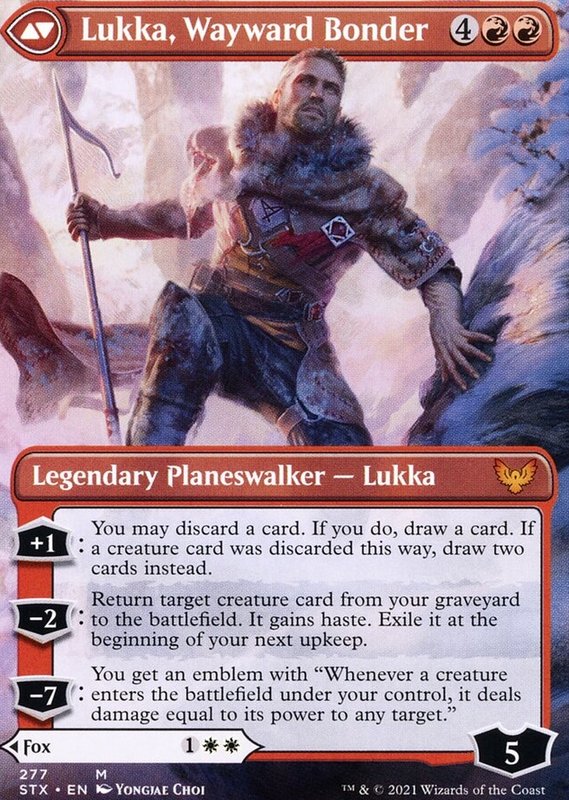 Lukka, Wayward Bonder 4
Legendary Planeswalker — Lukka
+1: You may discard a card. If you do, draw a card. If
a creature card was discarded this way, draw two
cards instead.
−2: Return target creature card from your graveyard
to the battlefield. It gains haste. Exile it at the
beginning of your next upkeep.
−7: You get an emblem with “Whenever a creature
enters the battlefield under your control, it deals
damage equal to its power to any target.”
Fox 1
5
277 M
STX • EN Yongjae Choi
™ & © 2021 Wizards of the Coast